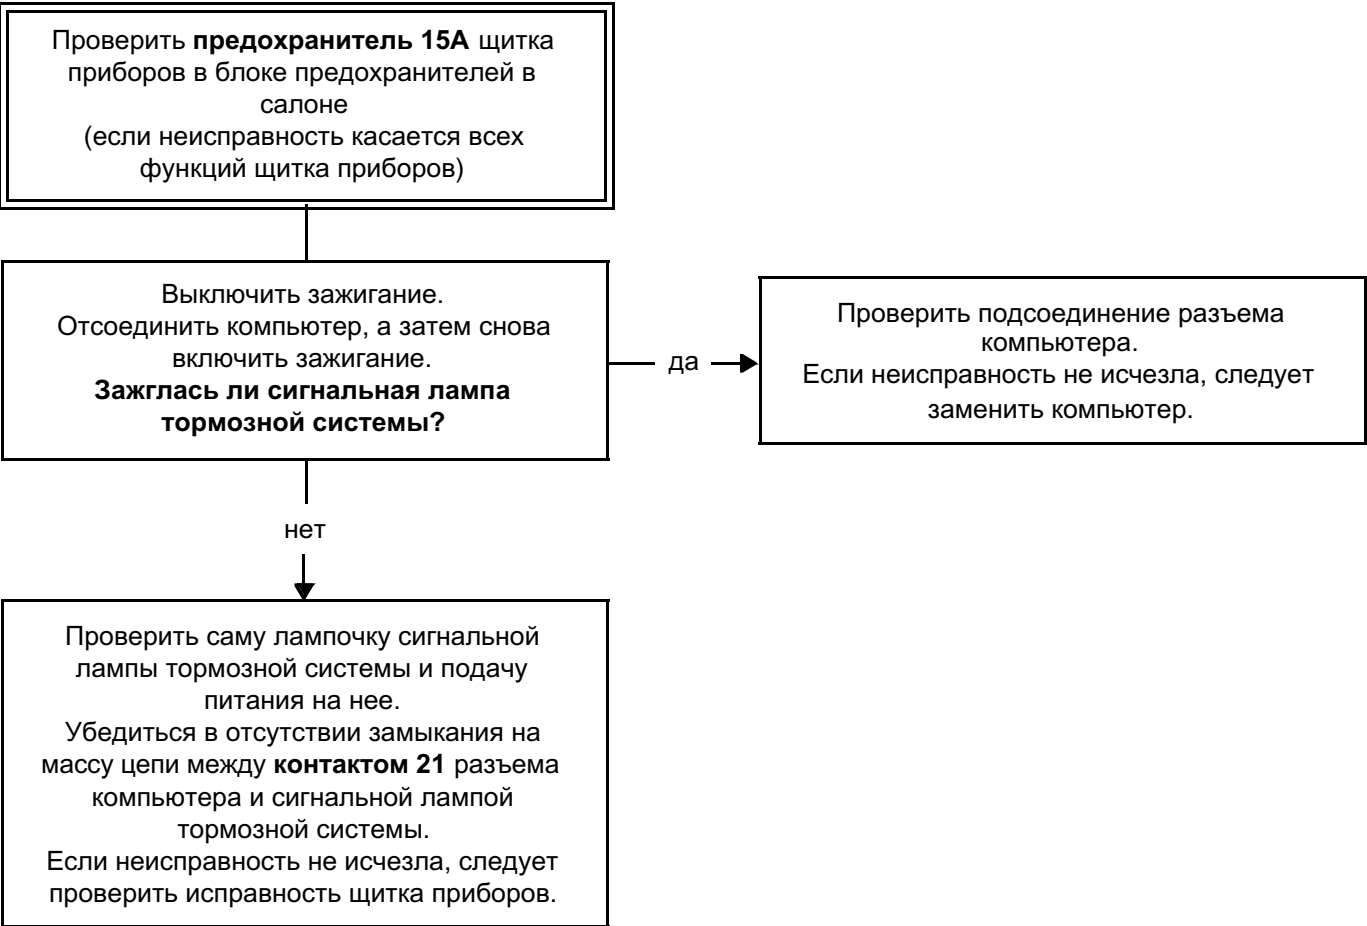 Проверить предохранитель 15А щитка
приборов в блоке предохранителей в
салоне
(если неисправность касается всех
функций щитка приборов)
Выключить зажигание.
Отсоединить компьютер, а затем снова
включить зажигание.
Зажглась ли сигнальная лампа
тормозной системы?
да
Проверить подсоединение разъема
компьютера.
Если неисправность не исчезла, следует
заменить компьютер.
нет
Проверить саму лампочку сигнальной
лампы тормозной системы и подачу
питания на нее.
Убедиться в отсутствии замыкания на
массу цепи между контактом 21 разъема
компьютера и сигнальной лампой
тормозной системы.
Если неисправность не исчезла, следует
проверить исправность щитка приборов.